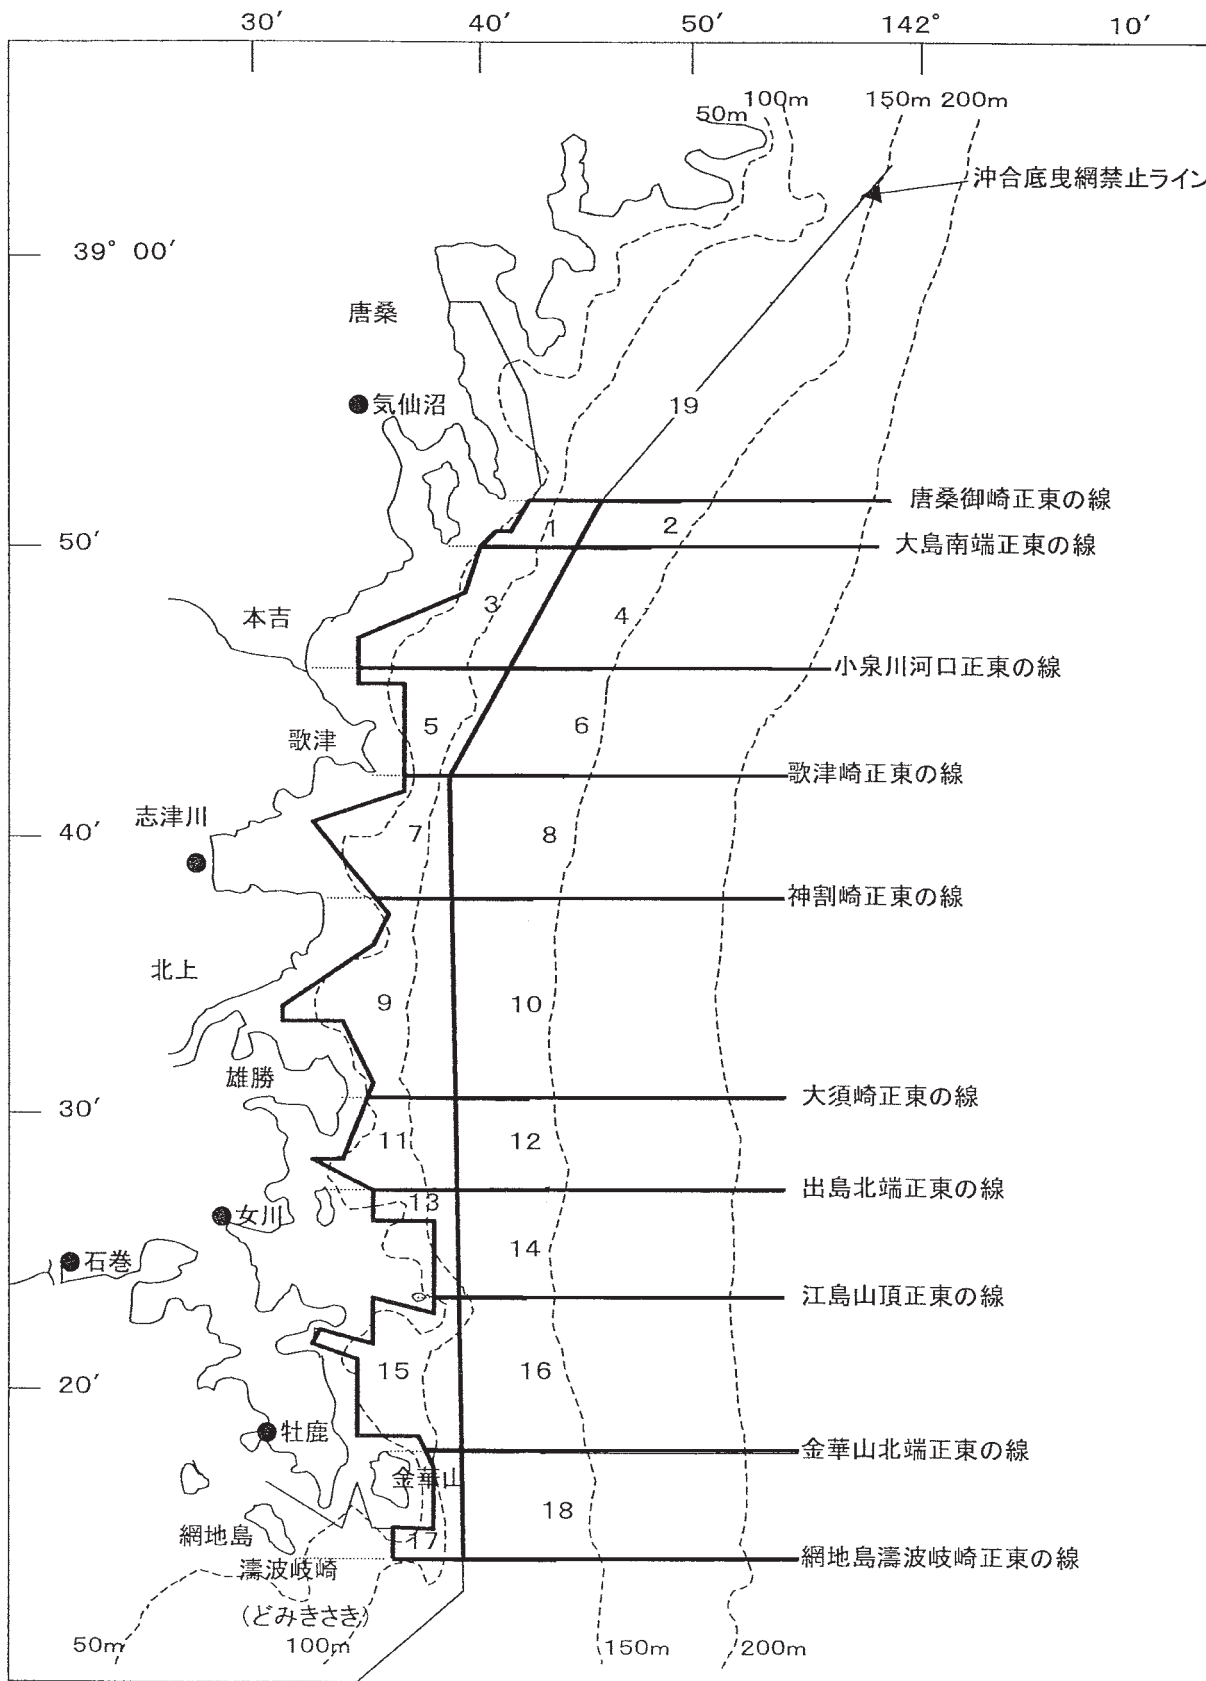 30′ 40′ 50′ 142° 10′
50m 100m 150m 200m
沖合底曳網禁止ライン
39° 00′
唐桑
19
気仙沼
唐桑御崎正東の線
1 2
50′
大島南端正東の線
3 4
本吉
小泉川河口正東の線
5 6
歌津
歌津崎正東の線
志津川
40′
7 8
神割崎正東の線
北上
9 10
雄勝
大須崎正東の線
30′
11 12
出島北端正東の線
13
女川
14
石巻
江島山頂正東の線
15 16
20′
牡鹿
金華山北端正東の線
金華山
18
網地島
17
網地島濤波岐崎正東の線
濤波岐崎
(どみきさき)
50m 100m 150m 200m